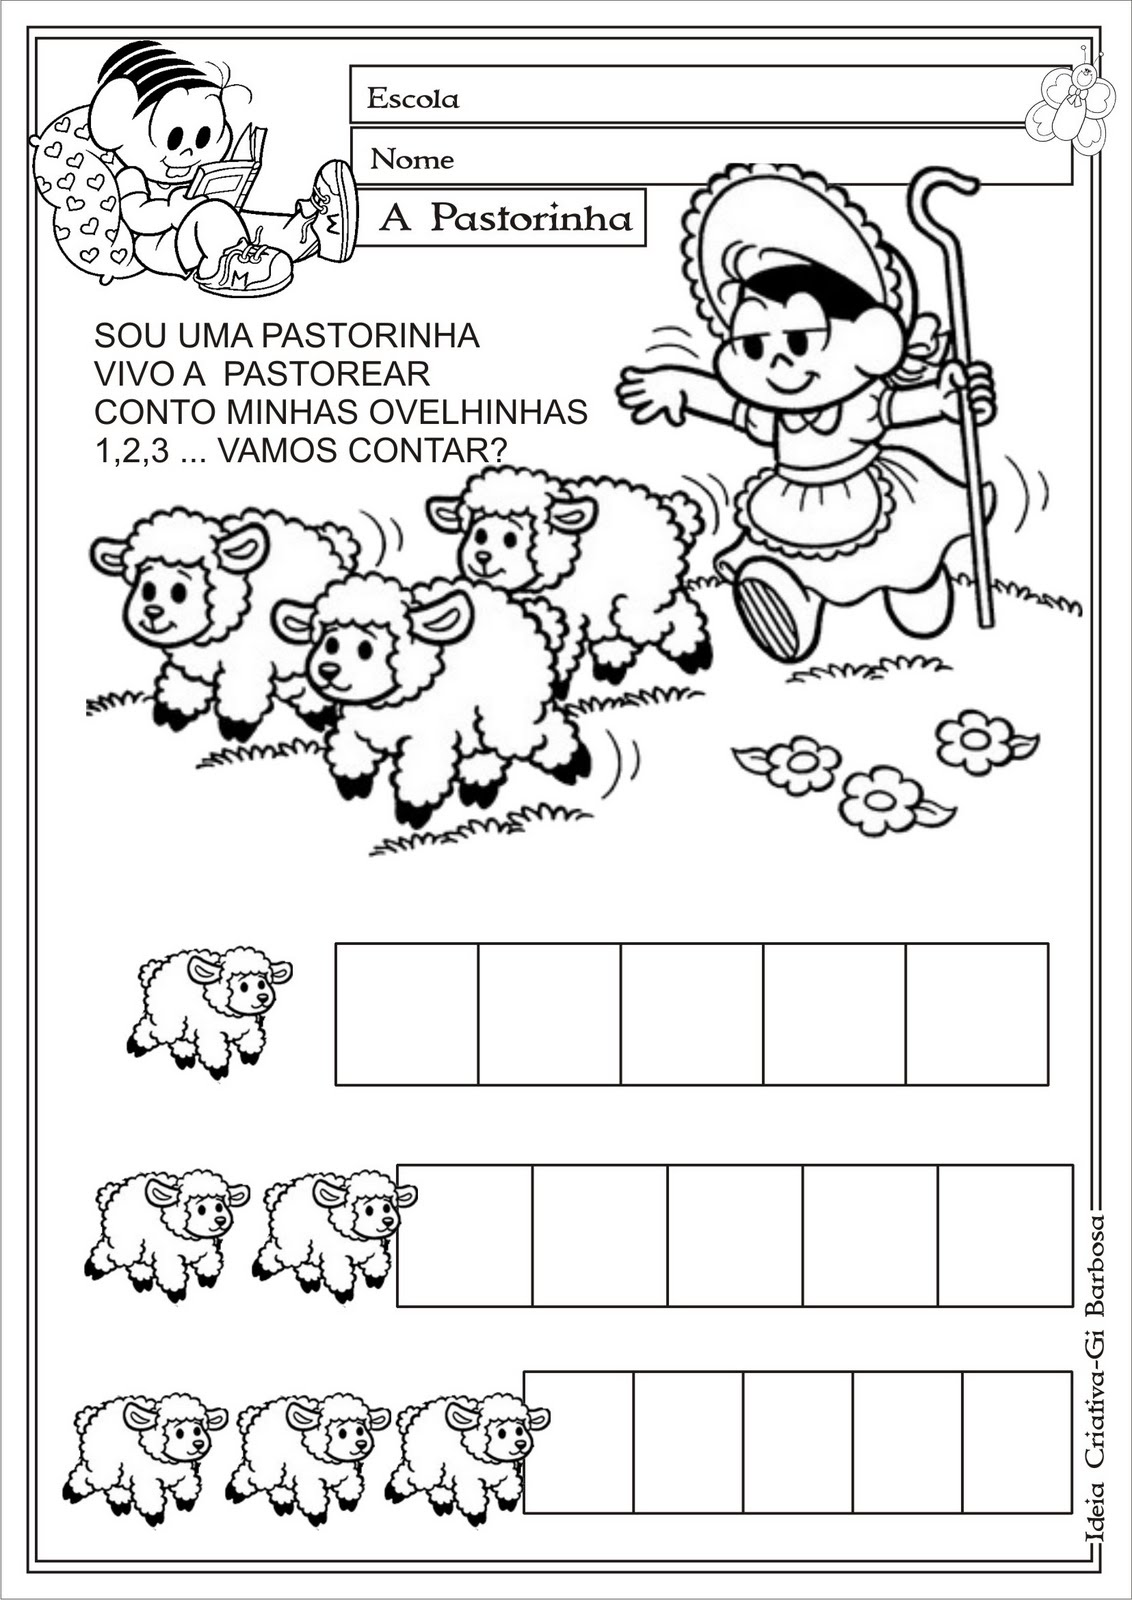 Escola
Nome
A Pastorinha
SOU UMA PASTORINHA
VIVO A PASTOREAR
CONTO MINHAS OVELHINHAS
1,2,3 ... VAMOS CONTAR?
M
M
Ideia Criativa-Gi Barbosa